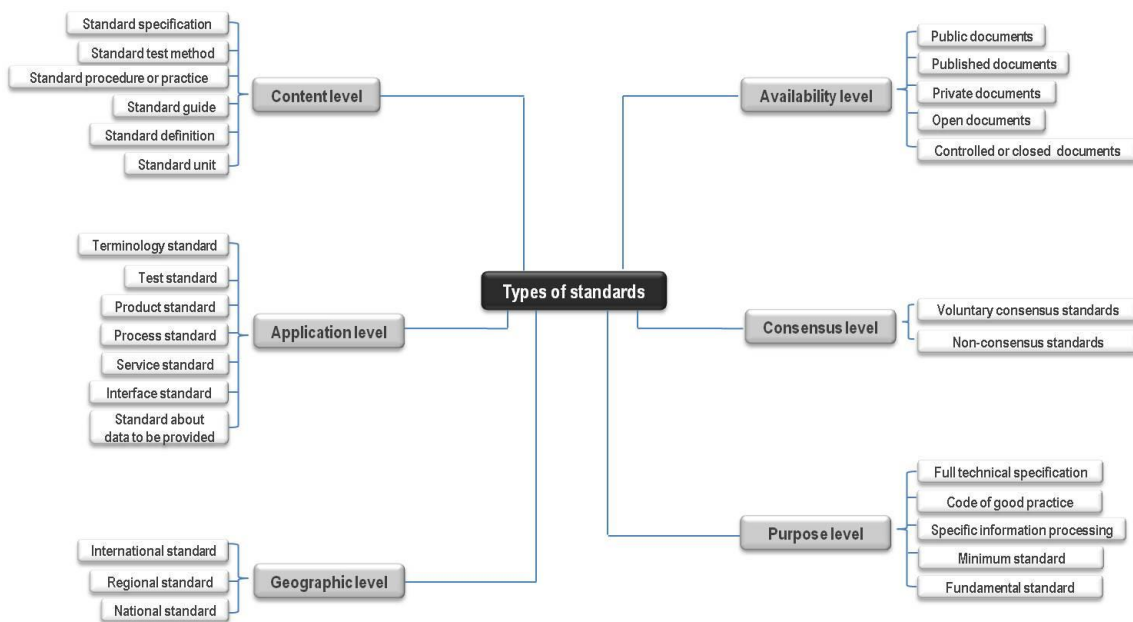 Standard specification
Standard test method
Standard procedure or practice
Standard guide
Standard definition
Standard unit
Content level
Terminology standard
Test standard
Product standard
Process standard
Service standard
Interface standard
Standard about
data to be provided
Application level
International standard
Regional standard
National standard
Geographic level
Types of standards
Availability level
Public documents
Published documents
Private documents
Open documents
Controlled or closed documents
Consensus level
Voluntary consensus standards
Non-consensus standards
Purpose level
Full technical specification
Code of good practice
Specific information processing
Minimum standard
Fundamental standard